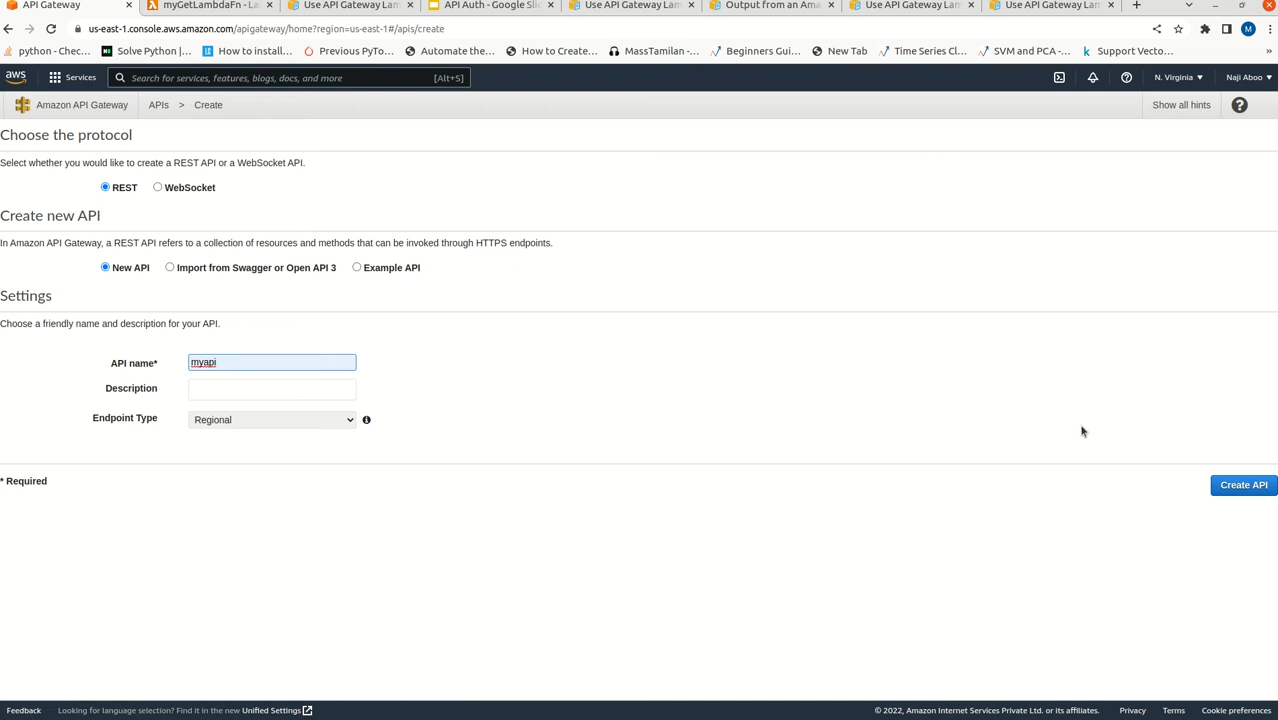 API Gateway
myGetLambdaFn - La
Use API Gateway Lam
API Auth - Google Slid
Use API Gateway Lam
Output from an Ama
Use API Gateway Lam
Use API Gateway Lam
us-east-1.console.aws.amazon.com/apigateway/home?region=us-east-1#/apis/create
M
python - Chec...
Solve Python |...
How to install...
Previous PyTo...
Automate the...
How to Create...
MassTamilan -...
Beginners Gui...
New Tab
Time Series Cl...
SVM and PCA -...
Support Vecto...
»
aws
Services
Search for services, features, blogs, docs, and more
[Alt+S]
N. Virginia
Naji Aboo
Amazon API Gateway
APIs > Create
Show all hints
Choose the protocol
Select whether you would like to create a REST API or a WebSocket API.
REST
WebSocket
Create new API
In Amazon API Gateway, a REST API refers to a collection of resources and methods that can be invoked through HTTPS endpoints.
New API
Import from Swagger or Open API 3
Example API
Settings
Choose a friendly name and description for your API.
API name*
myapi
Description
Endpoint Type
Regional
* Required
Create API
Feedback
Looking for language selection? Find it in the new Unified Settings
© 2022, Amazon Internet Services Private Ltd. or its affiliates.
Privacy
Terms
Cookie preferences